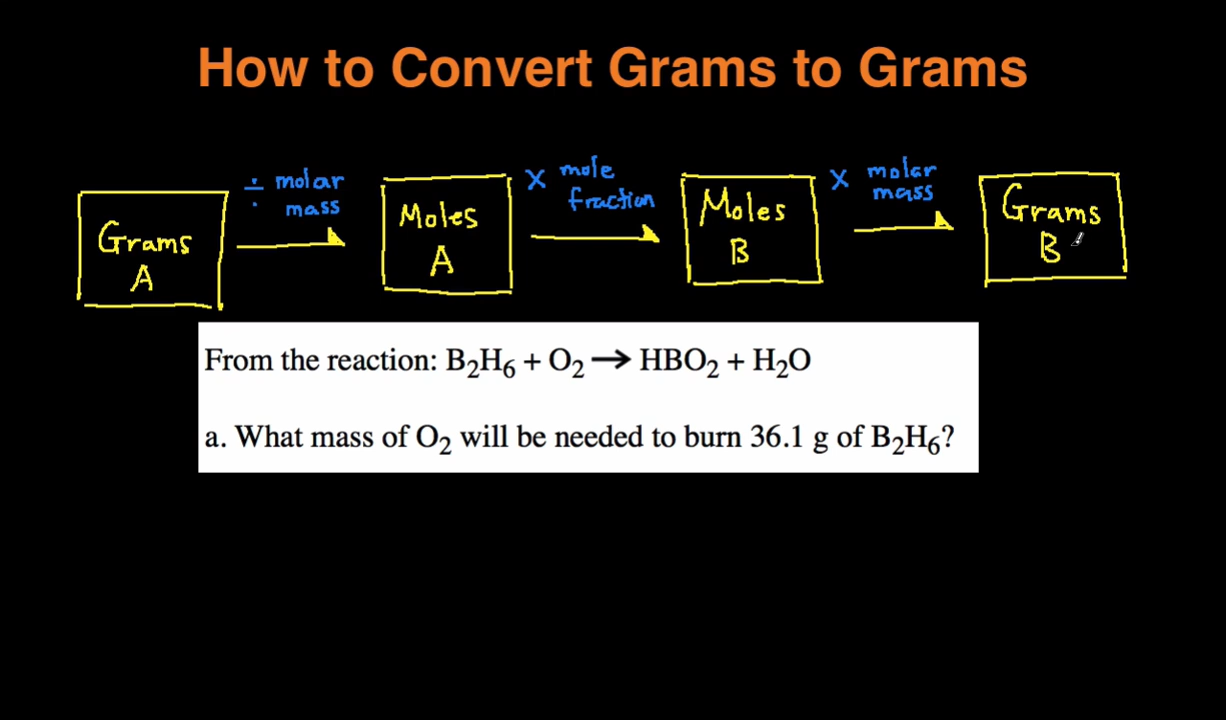 How to Convert Grams to Grams
Grams
A
÷ molar
mass
Moles
A
X mole
fraction
Moles
B
X molar
mass
Grams
B
From the reaction: B₂H₆ + O₂ → HBO₂ + H₂O
a. What mass of O₂ will be needed to burn 36.1 g of B₂H₆?